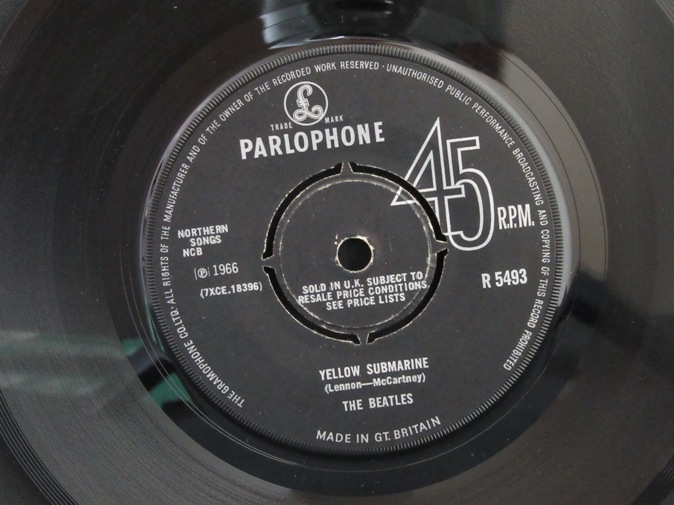 THE GRAMOPHONE CO.LTD. ALL RIGHTS OF THE MANUFACTURER AND OF THE OWNER OF THE RECORDED WORK RESERVED · UNAUTHORISED PUBLIC PERFORMANCE BROADCASTING AND COPYING OF THIS RECORD PROHIBITED
£
TRADE MARK
PARLOPHONE
45
R.P.M.
NORTHERN
SONGS
NCB
℗ 1966
(7XCE.18396)
R 5493
SOLD IN U.K. SUBJECT TO
RESALE PRICE CONDITIONS,
SEE PRICE LISTS
YELLOW SUBMARINE
(Lennon—McCartney)
THE BEATLES
MADE IN GT. BRITAIN